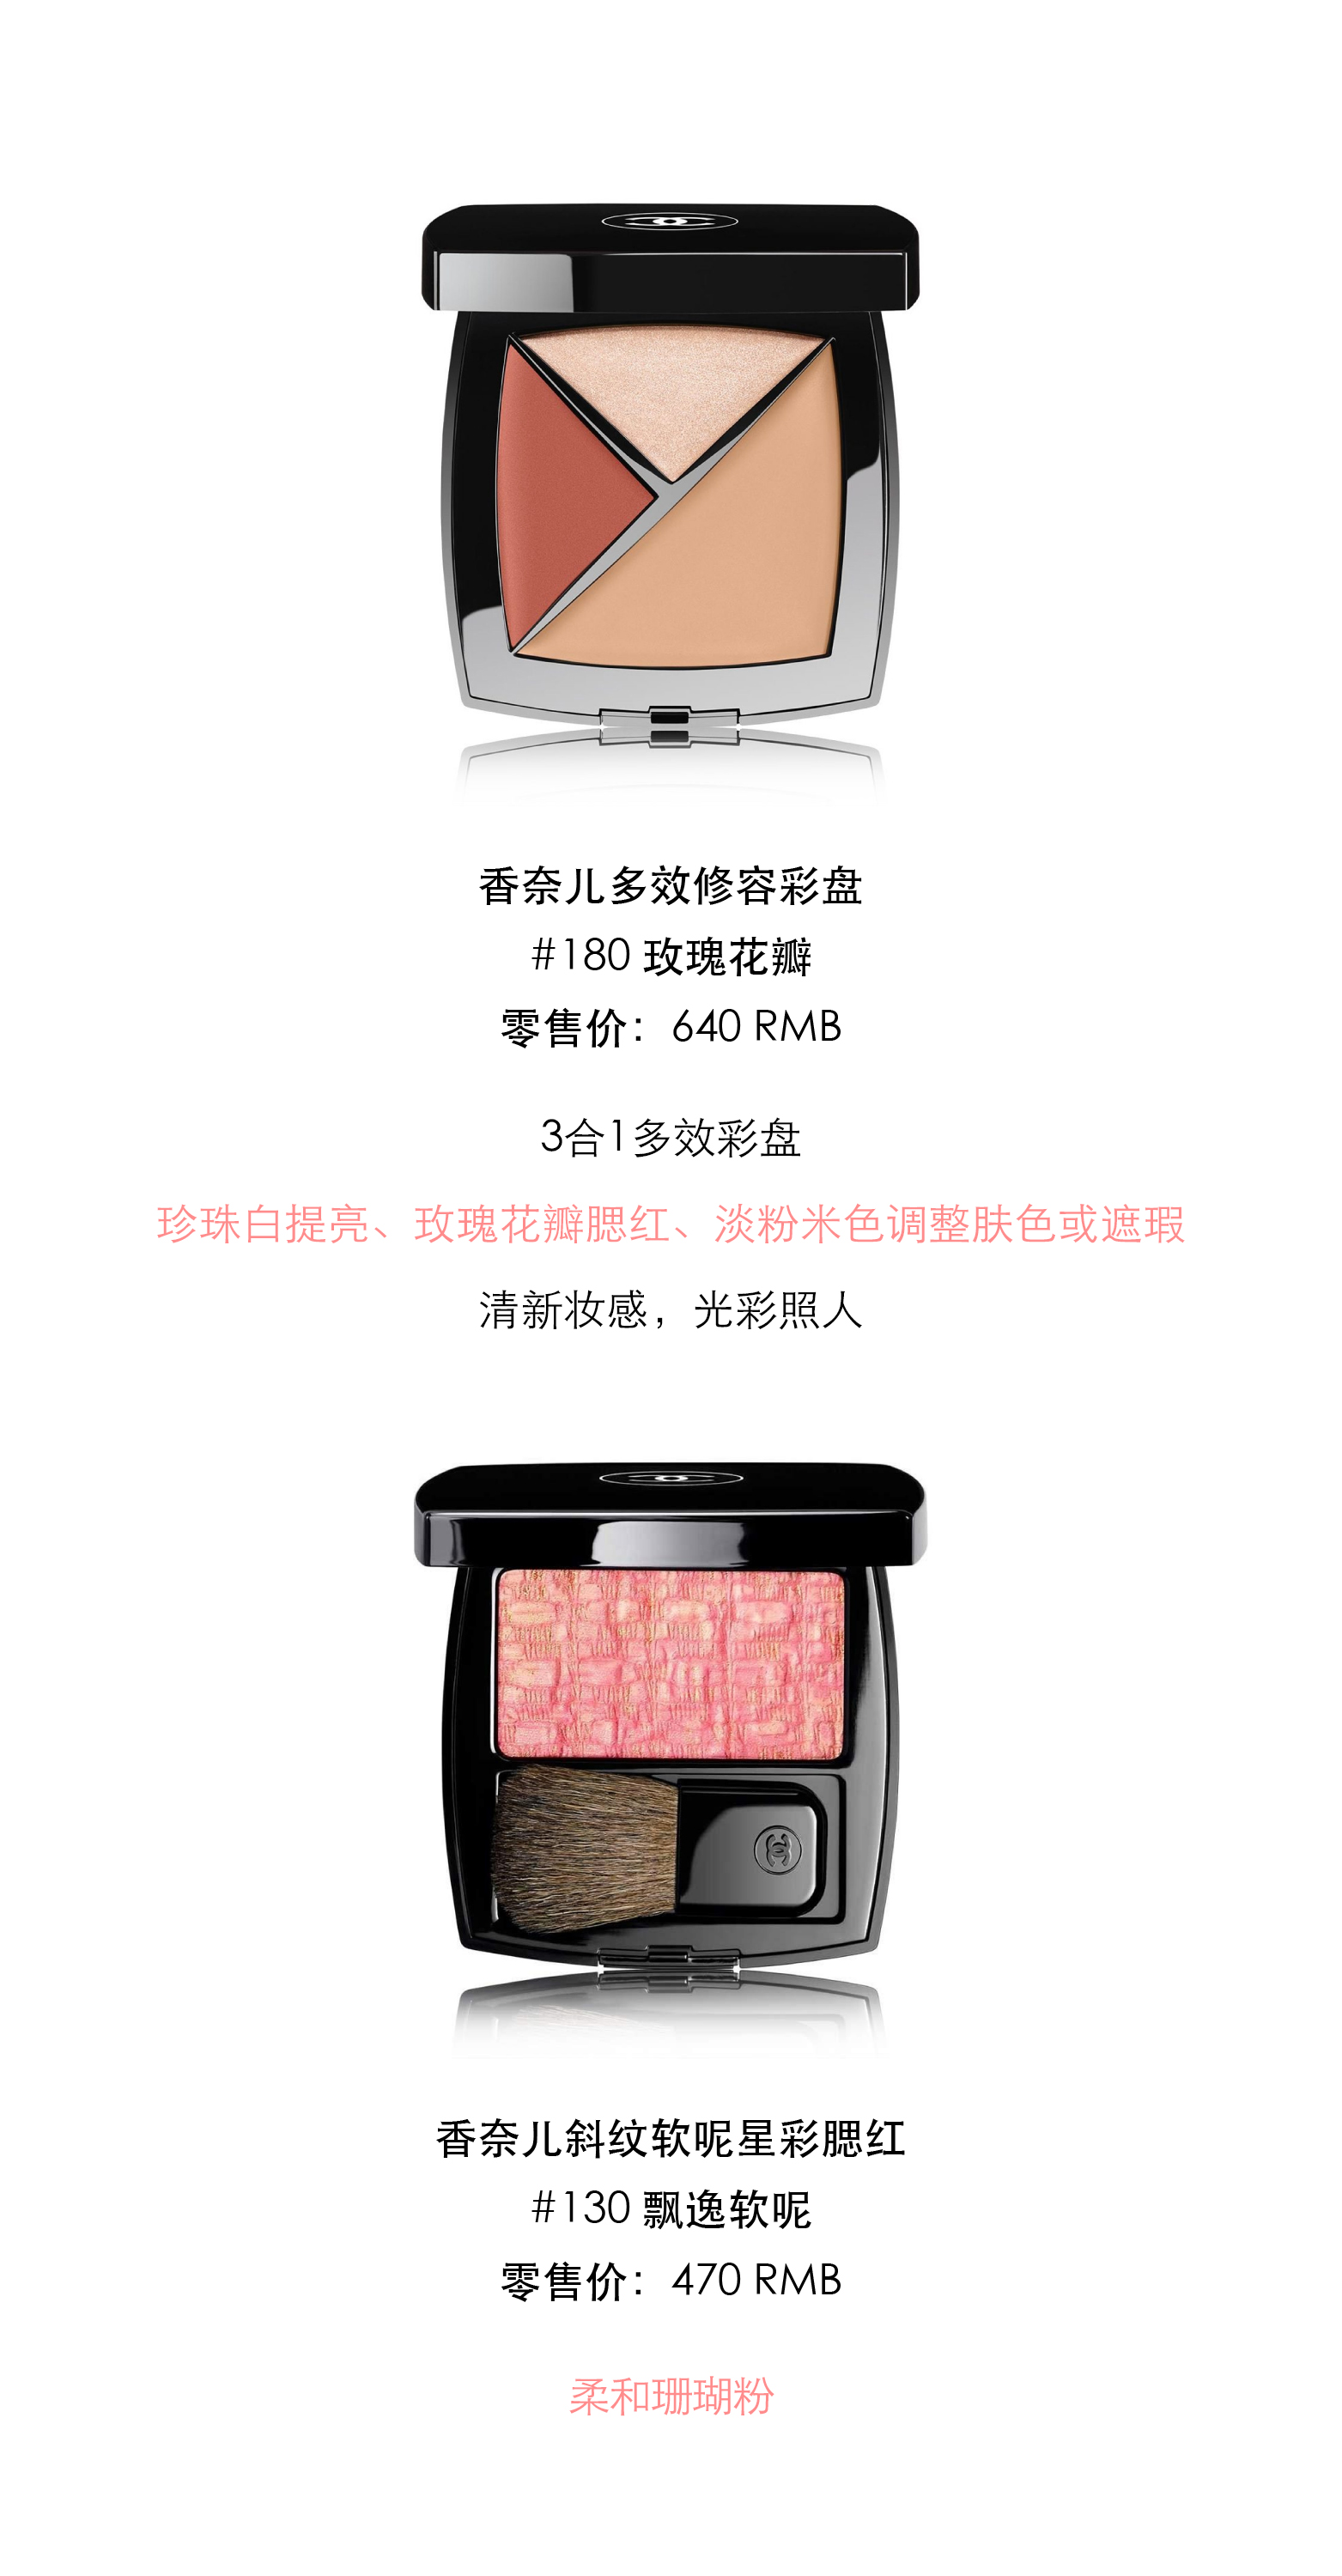 香奈儿多效修容彩盘
#180 玫瑰花瓣
零售价：640 RMB
3合1多效彩盘
珍珠白提亮、玫瑰花瓣腮红、淡粉米色调整肤色或遮瑕
清新妆感，光彩照人
香奈儿斜纹软呢星彩腮红
#130 飘逸软呢
零售价：470 RMB
柔和珊瑚粉